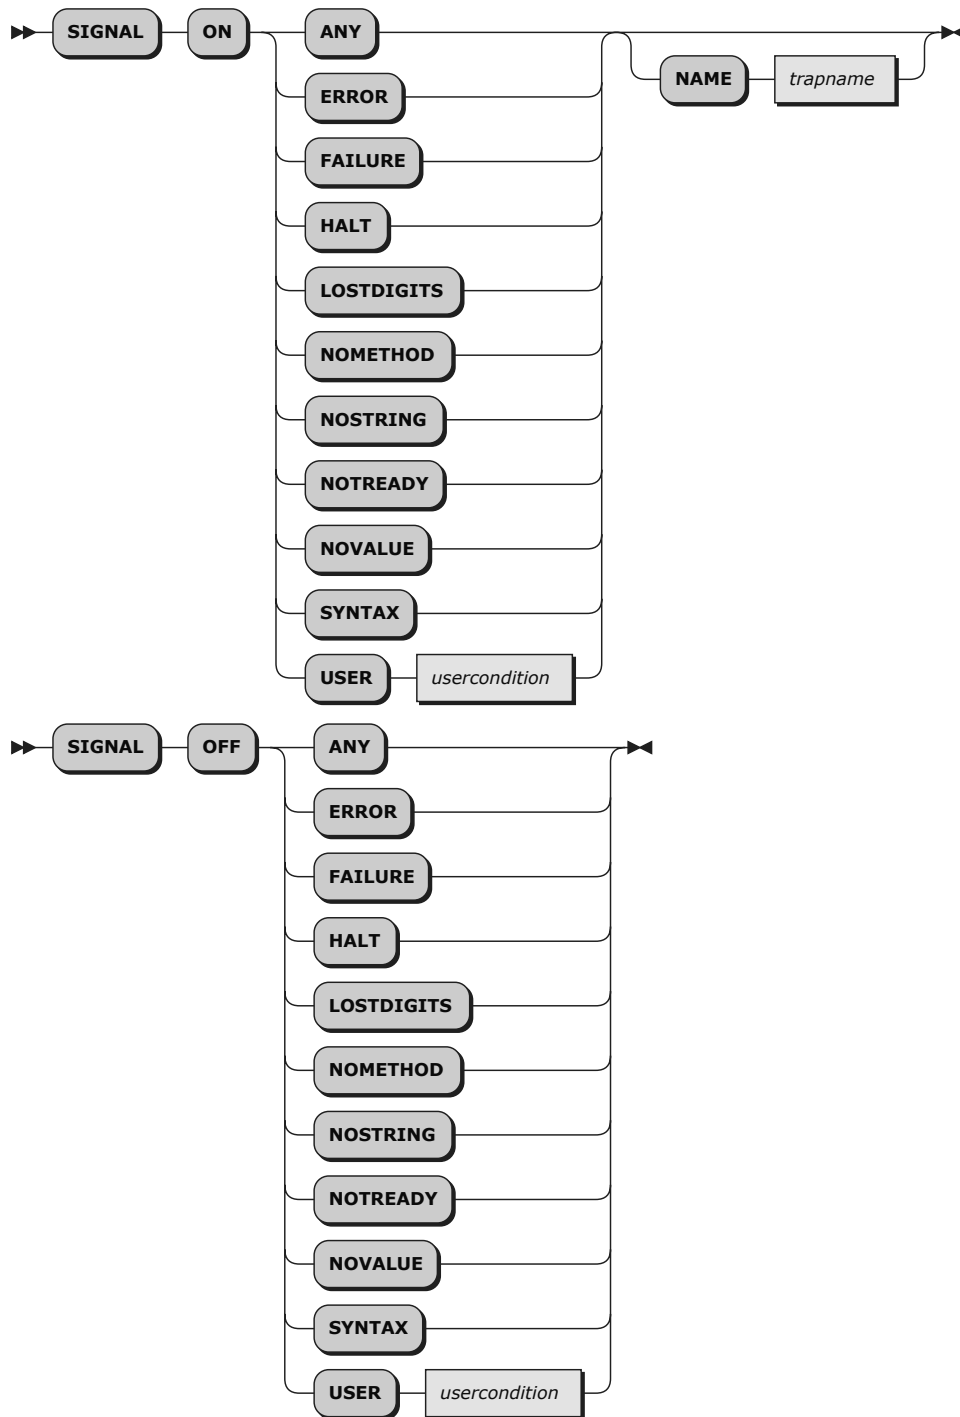 SIGNAL ON ANY
NAME trapname
ERROR
FAILURE
HALT
LOSTDIGITS
NOMETHOD
NOSTRING
NOTREADY
NOVALUE
SYNTAX
USER usercondition
SIGNAL OFF ANY
ERROR
FAILURE
HALT
LOSTDIGITS
NOMETHOD
NOSTRING
NOTREADY
NOVALUE
SYNTAX
USER usercondition